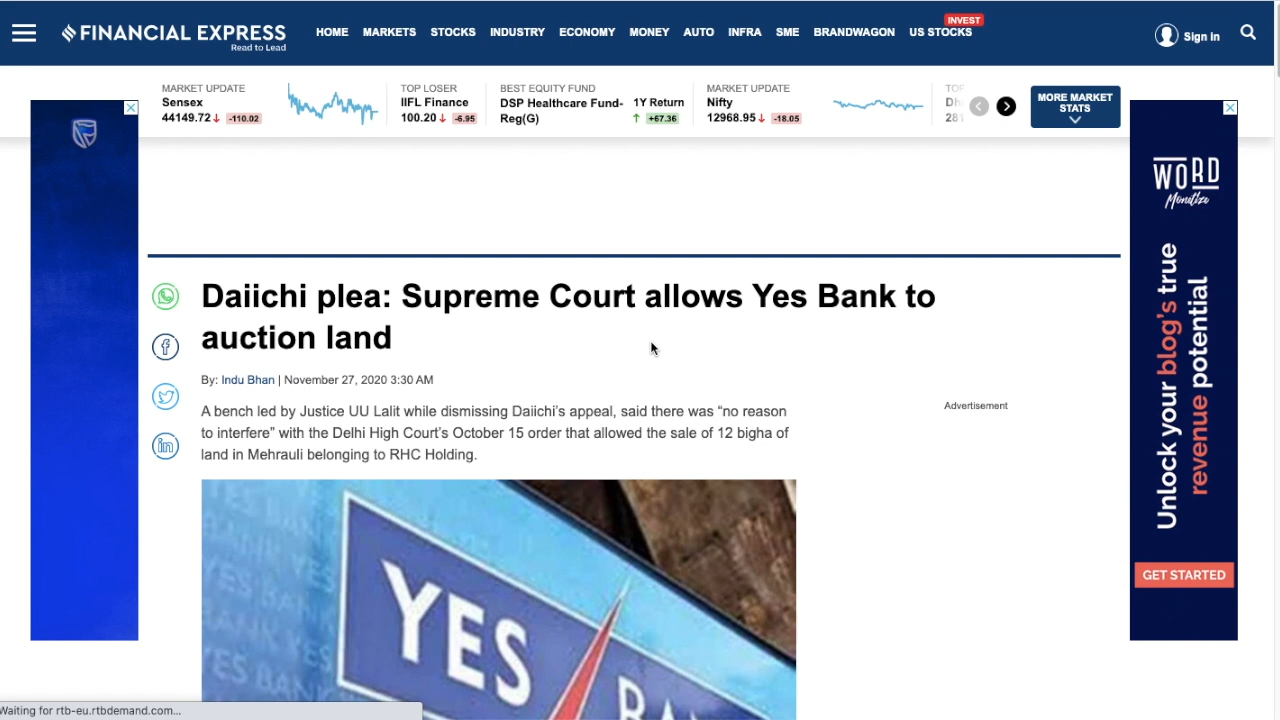 FINANCIAL EXPRESS
Read to Lead
HOME MARKETS STOCKS INDUSTRY ECONOMY MONEY AUTO INFRA SME BRANDWAGON US STOCKS
INVEST
Sign in
MARKET UPDATE
Sensex
44149.72 -110.02
TOP LOSER
IIFL Finance
100.20 -6.95
BEST EQUITY FUND
DSP Healthcare Fund-
Reg(G)
1Y Return
+67.36
MARKET UPDATE
Nifty
12968.95 -18.05
MORE MARKET
STATS
Daiichi plea: Supreme Court allows Yes Bank to
auction land
By: Indu Bhan | November 27, 2020 3:30 AM
A bench led by Justice UU Lalit while dismissing Daiichi's appeal, said there was “no reason
to interfere” with the Delhi High Court's October 15 order that allowed the sale of 12 bigha of
land in Mehrauli belonging to RHC Holding.
Advertisement
YES
BA
WORD
Monetize
Unlock your blog's true
revenue potential
GET STARTED
Waiting for rtb-eu.rtbdemand.com...